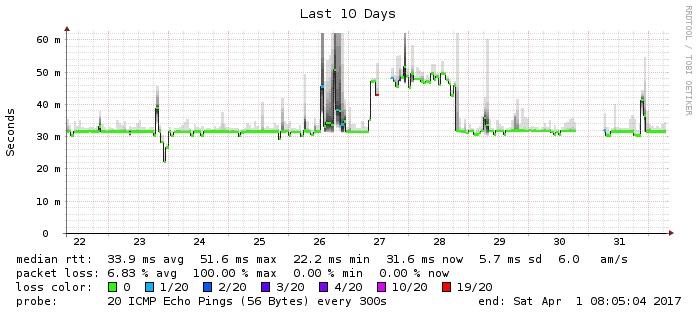 Last 10 Days
RRDTOOL / TOBI OETIKER
Seconds
60 m
50 m
40 m
30 m
20 m
10 m
0
22 23 24 25 26 27 28 29 30 31
median rtt: 33.9 ms avg 51.6 ms max 22.2 ms min 31.6 ms now 5.7 ms sd 6.0 am/s
packet loss: 6.83 % avg 100.00 % max 0.00 % min 0.00 % now
loss color: 0 1/20 2/20 3/20 4/20 10/20 19/20
probe: 20 ICMP Echo Pings (56 Bytes) every 300s end: Sat Apr 1 08:05:04 2017